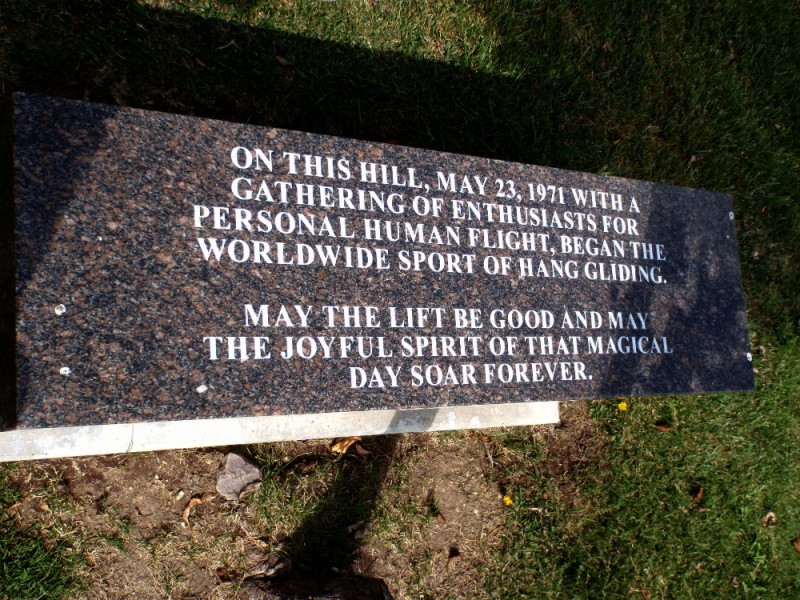 ON THIS HILL, MAY 23, 1971 WITH A
GATHERING OF ENTHUSIASTS FOR
PERSONAL HUMAN FLIGHT, BEGAN THE
WORLDWIDE SPORT OF HANG GLIDING.
MAY THE LIFT BE GOOD AND MAY
THE JOYFUL SPIRIT OF THAT MAGICAL
DAY SOAR FOREVER.